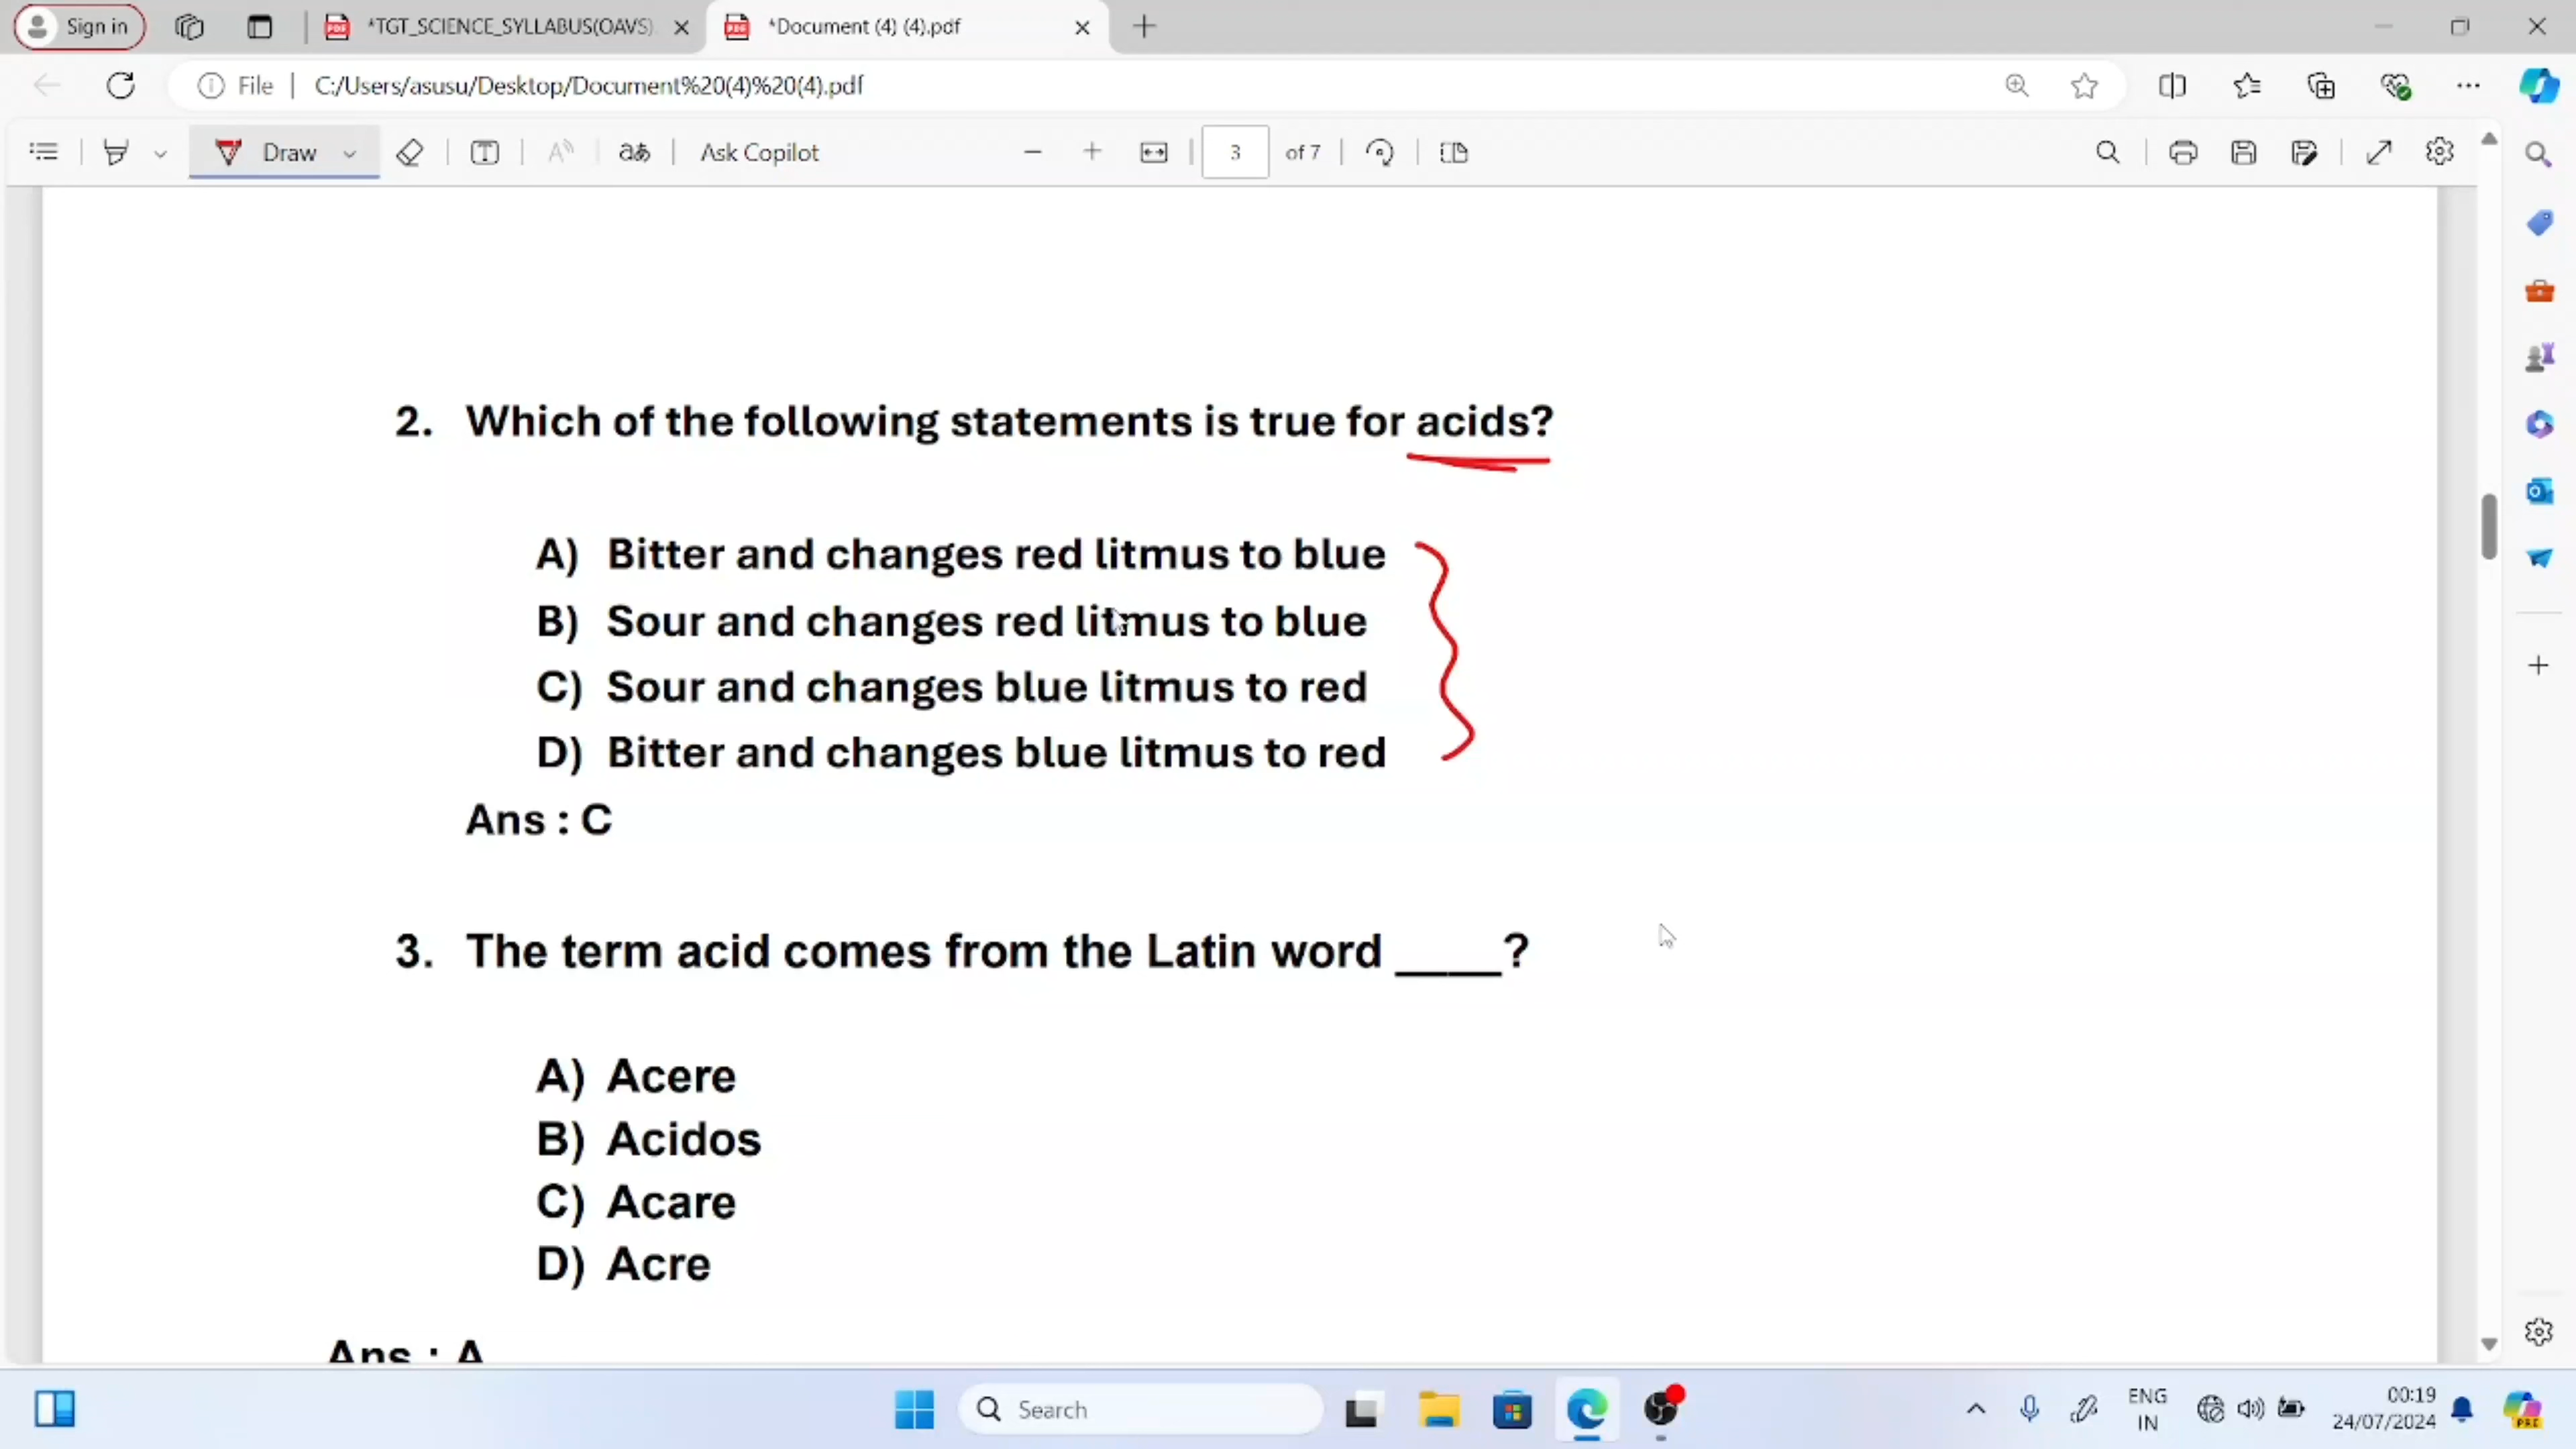 Sign in
*TGT_SCIENCE_SYLLABUS(OAVS).
*Document (4) (4).pdf
File
C:/Users/asusu/Desktop/Document%20(4)%20(4).pdf
Draw
aあ
Ask Copilot
3 of 7
2. Which of the following statements is true for acids?
A) Bitter and changes red litmus to blue
B) Sour and changes red litmus to blue
C) Sour and changes blue litmus to red
D) Bitter and changes blue litmus to red
Ans : C
3. The term acid comes from the Latin word ____?
A) Acere
B) Acidos
C) Acare
D) Acre
Ans : A
Search
ENG
IN
00:19
24/07/2024
PRE